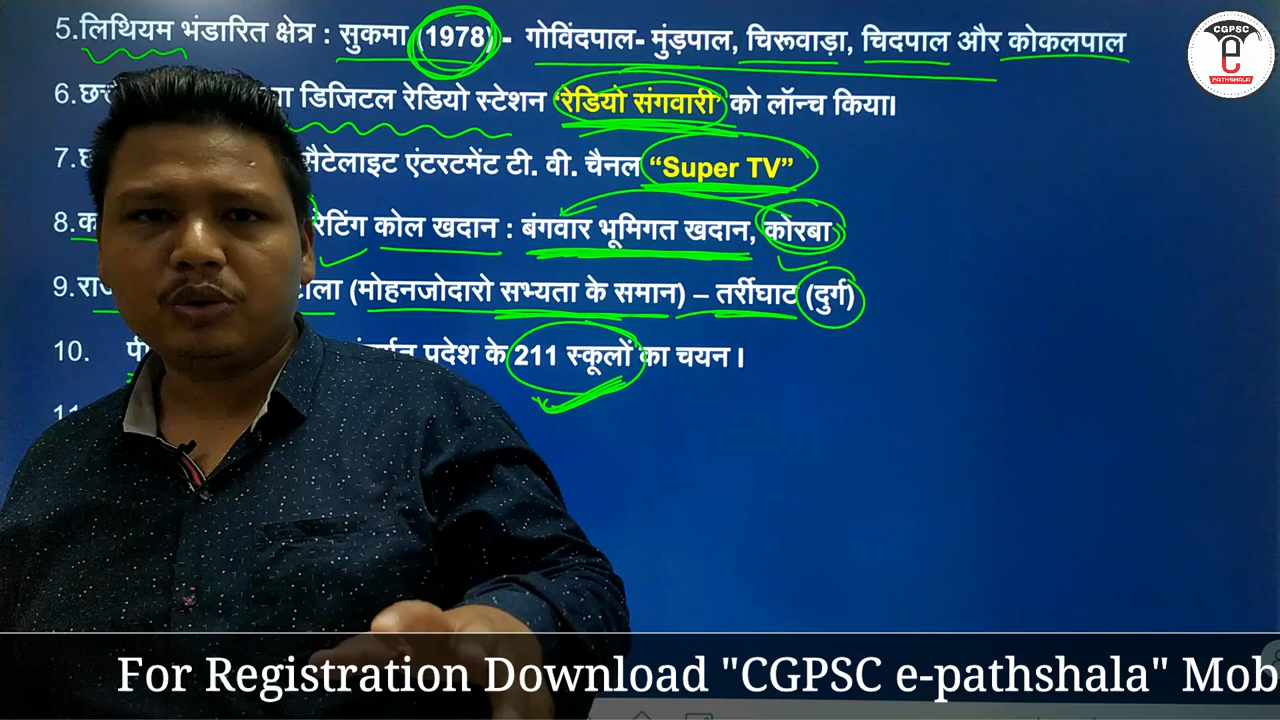 5.लिथियम भंडारित क्षेत्र : सुकमा (1978) - गोविंदपाल- मुंड़पाल, चिरूवाड़ा, चिदपाल और कोकलपाल
6. डिजिटल रेडियो स्टेशन ‘रेडियो संगवारी’ को लॉन्च किया।
7. सैटेलाइट एंटरटमेंट टी. वी. चैनल “Super TV”
8. कोल खदान : बंगवार भूमिगत खदान, कोरबा
9. (मोहनजोदारो सभ्यता के समान) – तर्रीघाट (दुर्ग)
10. प्रदेश के 211 स्कूलों का चयन ।
CGPSC
e
PATHSHALA
For Registration Download "CGPSC e-pathshala" Mob